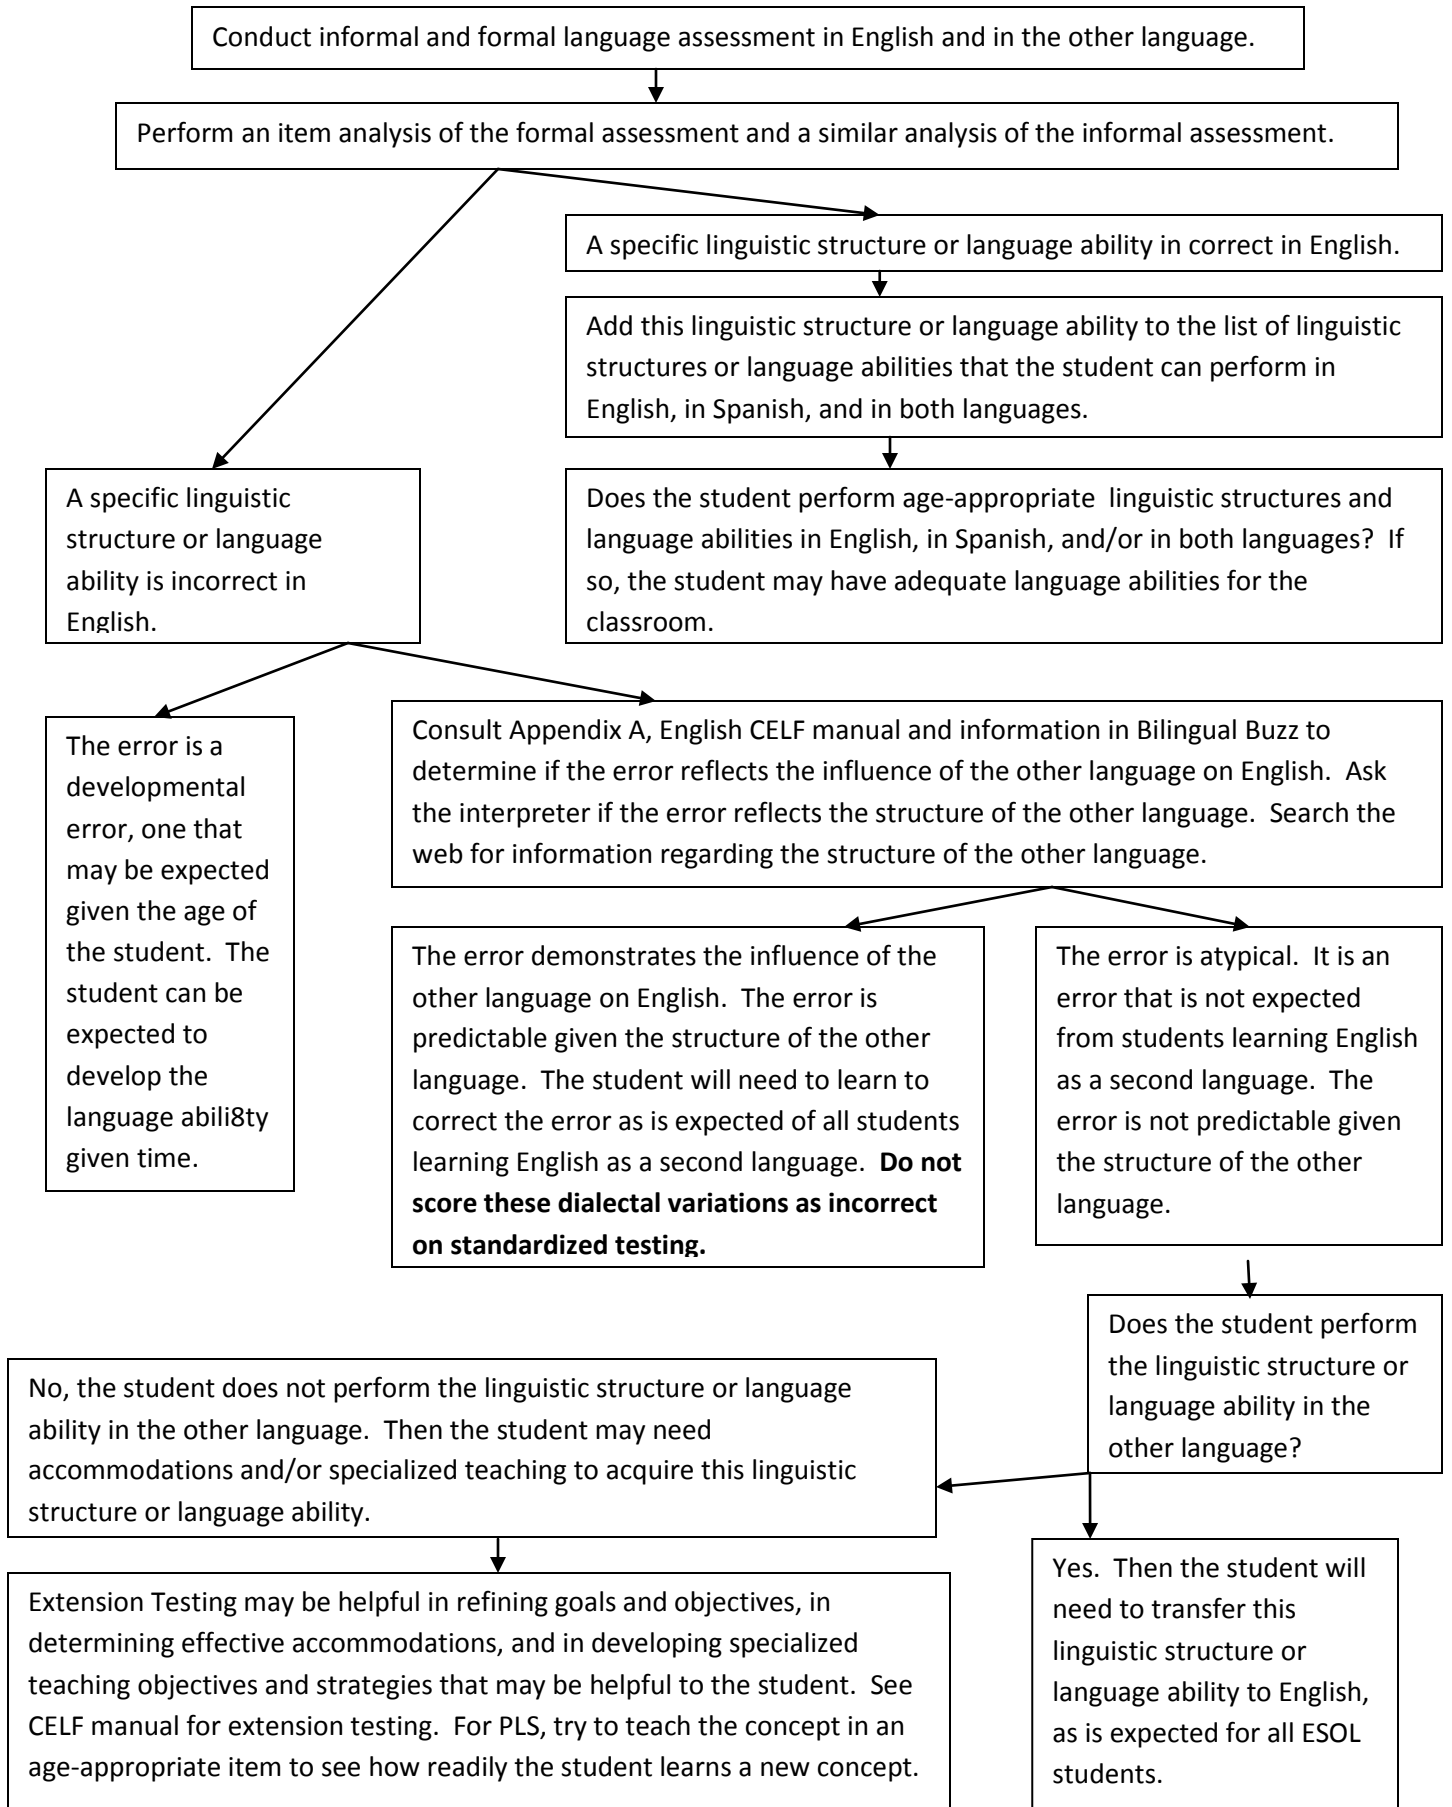 Conduct informal and formal language assessment in English and in the other language.
Perform an item analysis of the formal assessment and a similar analysis of the informal assessment.
A specific linguistic structure or language ability in correct in English.
Add this linguistic structure or language ability to the list of linguistic
structures or language abilities that the student can perform in
English, in Spanish, and in both languages.
A specific linguistic
structure or language
ability is incorrect in
English.
Does the student perform age-appropriate linguistic structures and
language abilities in English, in Spanish, and/or in both languages? If
so, the student may have adequate language abilities for the
classroom.
The error is a
developmental
error, one that
may be expected
given the age of
the student. The
student can be
expected to
develop the
language abili8ty
given time.
Consult Appendix A, English CELF manual and information in Bilingual Buzz to
determine if the error reflects the influence of the other language on English. Ask
the interpreter if the error reflects the structure of the other language. Search the
web for information regarding the structure of the other language.
The error demonstrates the influence of the
other language on English. The error is
predictable given the structure of the other
language. The student will need to learn to
correct the error as is expected of all students
learning English as a second language. Do not
score these dialectal variations as incorrect
on standardized testing.
The error is atypical. It is an
error that is not expected
from students learning English
as a second language. The
error is not predictable given
the structure of the other
language.
Does the student perform
the linguistic structure or
language ability in the
other language?
No, the student does not perform the linguistic structure or language
ability in the other language. Then the student may need
accommodations and/or specialized teaching to acquire this linguistic
structure or language ability.
Yes. Then the student will
need to transfer this
linguistic structure or
language ability to English,
as is expected for all ESOL
students.
Extension Testing may be helpful in refining goals and objectives, in
determining effective accommodations, and in developing specialized
teaching objectives and strategies that may be helpful to the student. See
CELF manual for extension testing. For PLS, try to teach the concept in an
age-appropriate item to see how readily the student learns a new concept.